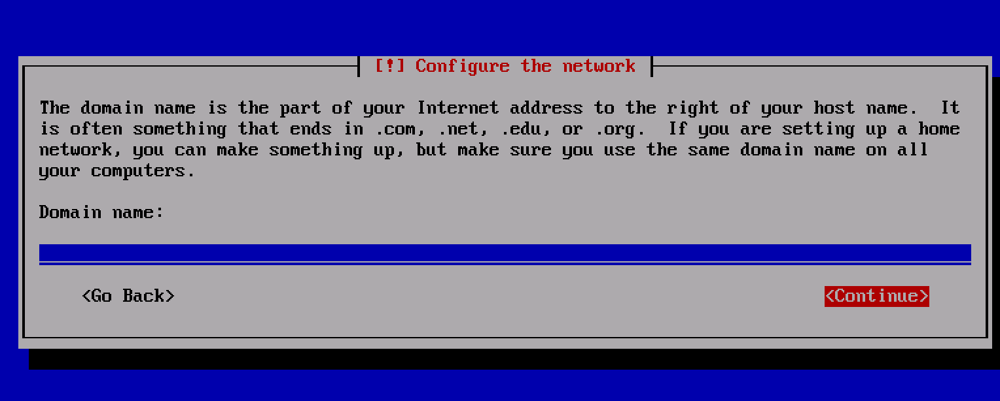 [!] Configure the network
The domain name is the part of your Internet address to the right of your host name.  It
is often something that ends in .com, .net, .edu, or .org.  If you are setting up a home
network, you can make something up, but make sure you use the same domain name on all
your computers.
Domain name:
<Go Back> <Continue>